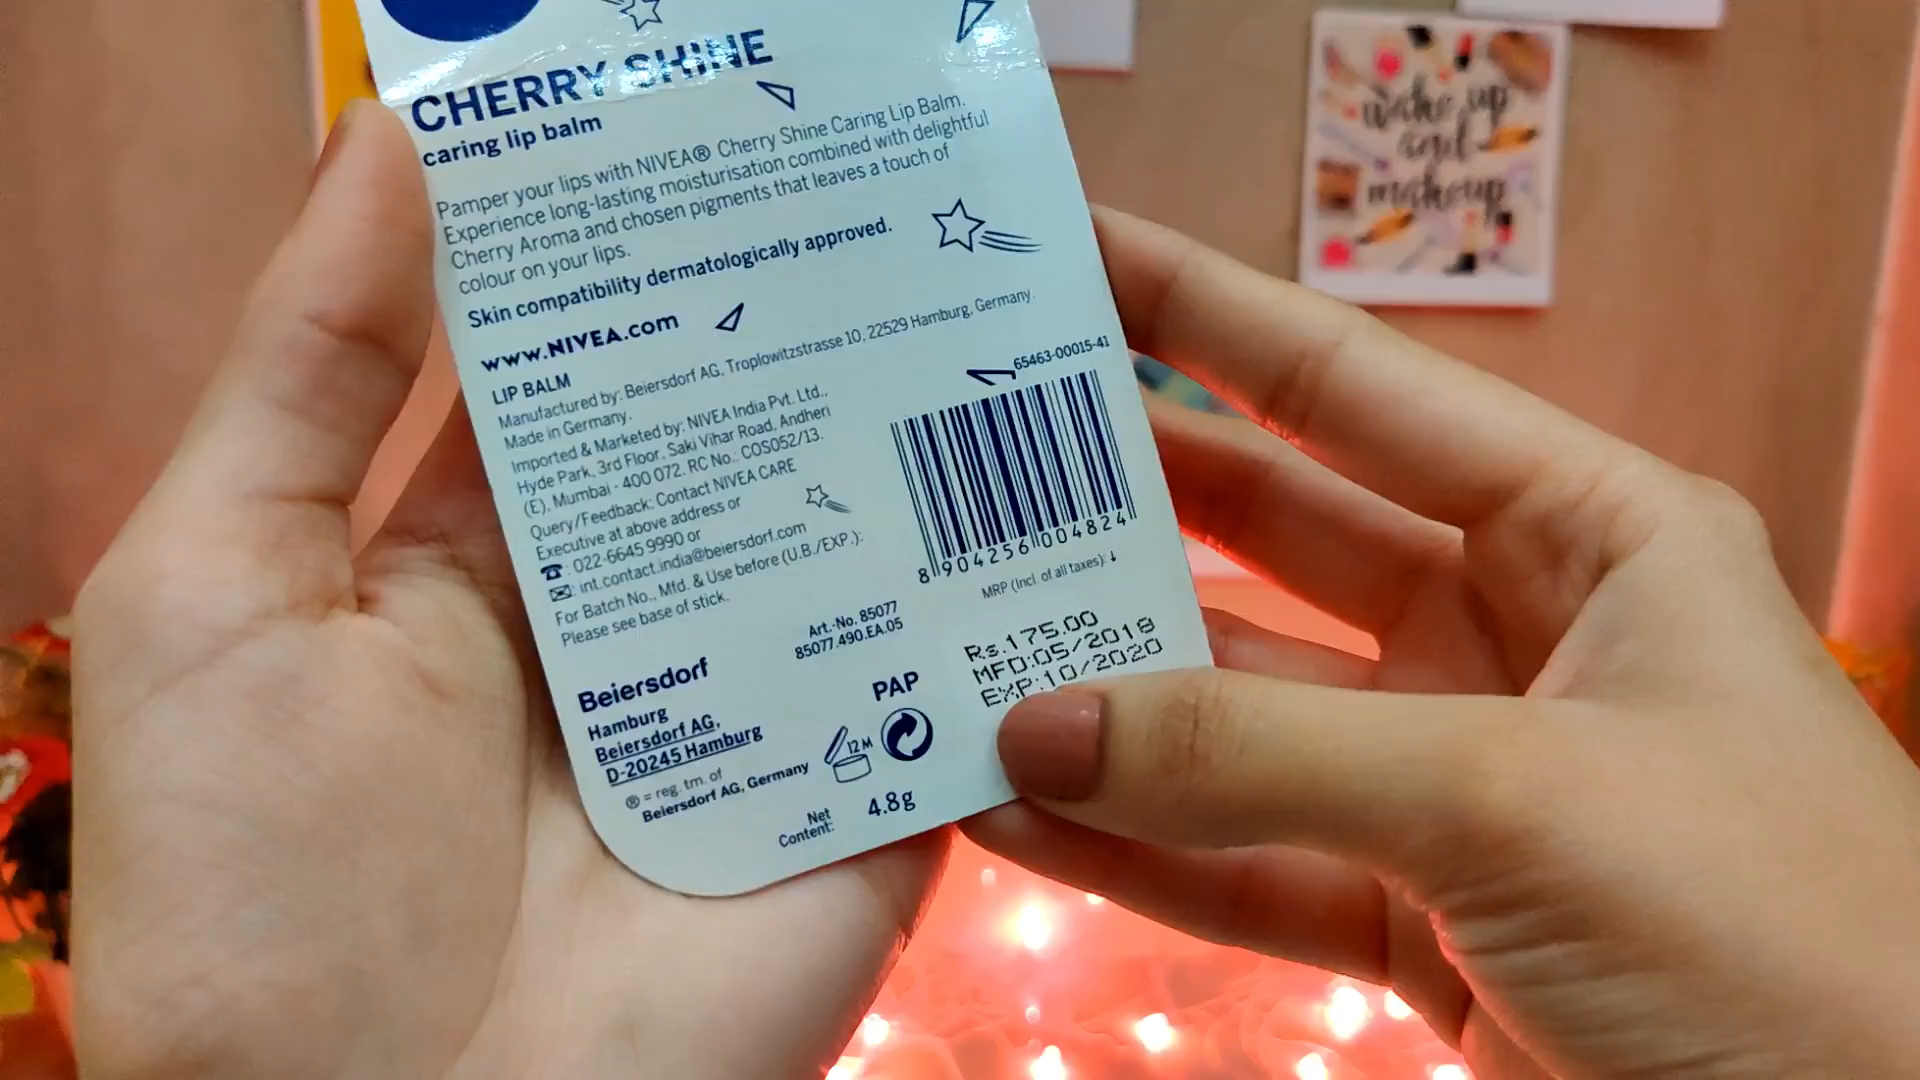 CHERRY SHINE
caring lip balm
Pamper your lips with NIVEA® Cherry Shine Caring Lip Balm.
Experience long-lasting moisturisation combined with delightful
Cherry Aroma and chosen pigments that leaves a touch of
colour on your lips.
Skin compatibility dermatologically approved.
www.NIVEA.com
LIP BALM
Manufactured by: Beiersdorf AG, Troplowitzstrasse 10, 22529 Hamburg, Germany.
Made in Germany.
Imported & Marketed by: NIVEA India Pvt. Ltd.,
Hyde Park, 3rd Floor, Saki Vihar Road, Andheri
(E), Mumbai - 400 072. RC No.: COS052/13.
Query/Feedback: Contact NIVEA CARE
Executive at above address or
☎: 022-6645 9990 or
✉: int.contact.india@beiersdorf.com
For Batch No., Mfd. & Use before (U.B./EXP.):
Please see base of stick.
65463-00015-41
8 904256 004824
MRP (Incl. of all taxes): ↓
Rs.175.00
MFD:05/2018
EXP:10/2020
Art.-No. 85077
85077.490.EA.05
Beiersdorf
Hamburg
Beiersdorf AG,
D-20245 Hamburg
® = reg. tm. of
Beiersdorf AG, Germany
PAP
12M
Net
Content:
4.8g
wake up
and
makeup